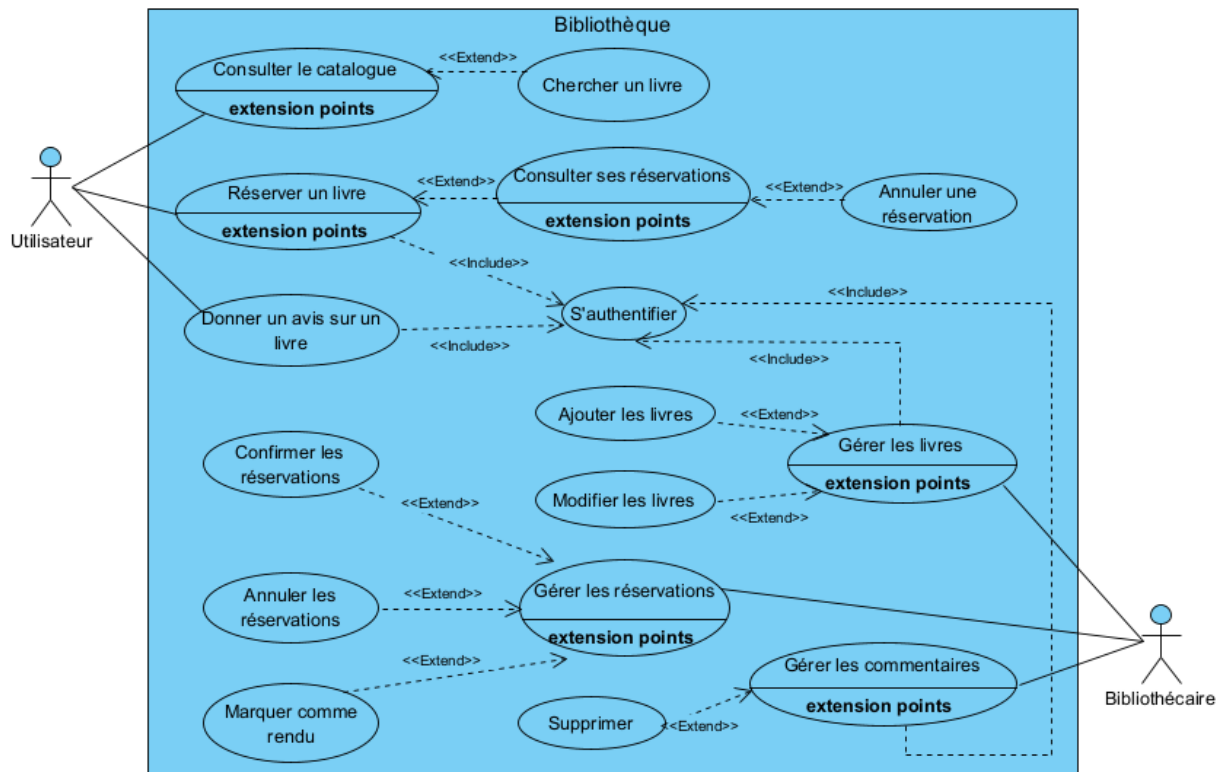 Bibliothèque
Consulter le catalogue
extension points
<<Extend>>
Chercher un livre
Utilisateur
Réserver un livre
extension points
<<Extend>>
Consulter ses réservations
extension points
<<Extend>>
Annuler une
réservation
<<Include>>
Donner un avis sur un
livre
<<Include>>
S'authentifier
<<Include>>
<<Include>>
Ajouter les livres
<<Extend>>
Gérer les livres
extension points
Modifier les livres
<<Extend>>
Confirmer les
réservations
<<Extend>>
Annuler les
réservations
<<Extend>>
Gérer les réservations
extension points
<<Extend>>
Marquer comme
rendu
Supprimer
<<Extend>>
Gérer les commentaires
extension points
Bibliothécaire